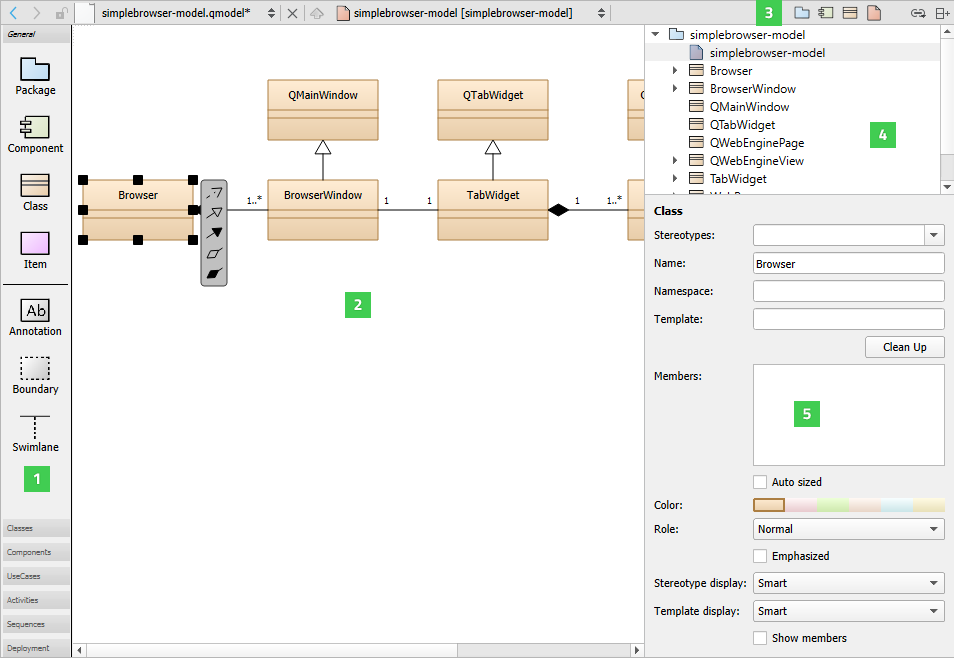 simplebrowser-model.qmodel*
simplebrowser-model [simplebrowser-model]
3
General
Package
Component
Class
Item
Annotation
Boundary
Swimlane
1
Classes
Components
UseCases
Activities
Sequences
Deployment
QMainWindow
QTabWidget
Browser
1..*
BrowserWindow
1
1
TabWidget
1
1..*
2
simplebrowser-model
simplebrowser-model
Browser
BrowserWindow
QMainWindow
QTabWidget
QWebEnginePage
QWebEngineView
TabWidget
4
Class
Stereotypes:
Name: Browser
Namespace:
Template:
Clean Up
Members:
5
Auto sized
Color:
Role: Normal
Emphasized
Stereotype display: Smart
Template display: Smart
Show members